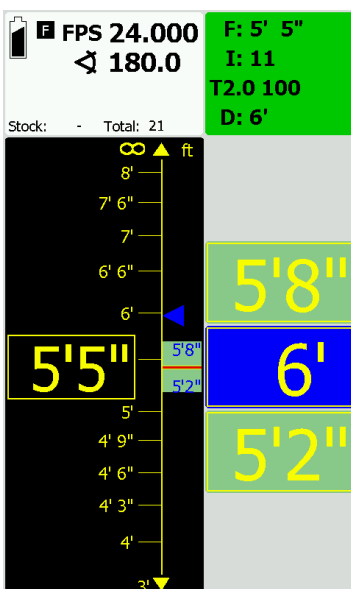 F FPS 24.000
180.0
Stock: - Total: 21
F: 5' 5"
I: 11
T2.0 100
D: 6'
∞ ft
8'
7' 6"
7'
6' 6"
6'
5'8"
5'2"
5'
4' 9"
4' 6"
4' 3"
4'
3'
5'5"
5'8"
6'
5'2"